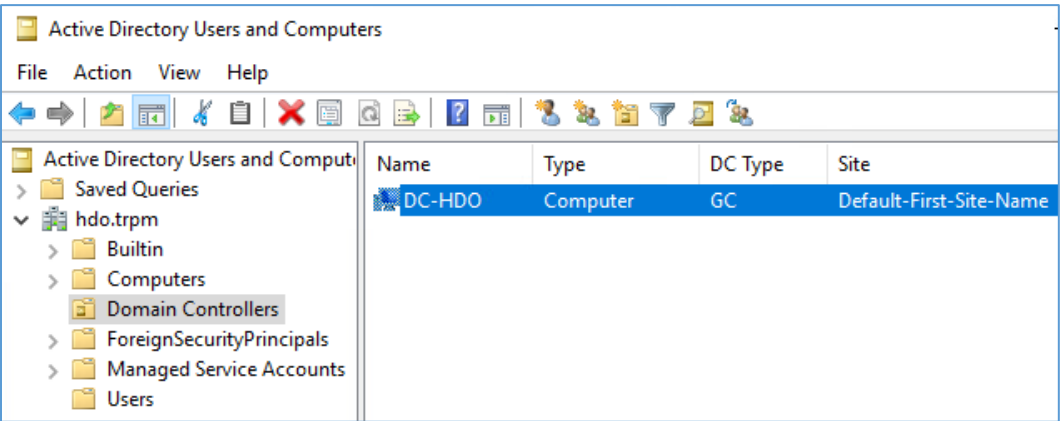 Active Directory Users and Computers
File Action View Help
Active Directory Users and Comput
Saved Queries
hdo.trpm
Builtin
Computers
Domain Controllers
ForeignSecurityPrincipals
Managed Service Accounts
Users
Name Type DC Type Site
DC-HDO Computer GC Default-First-Site-Name